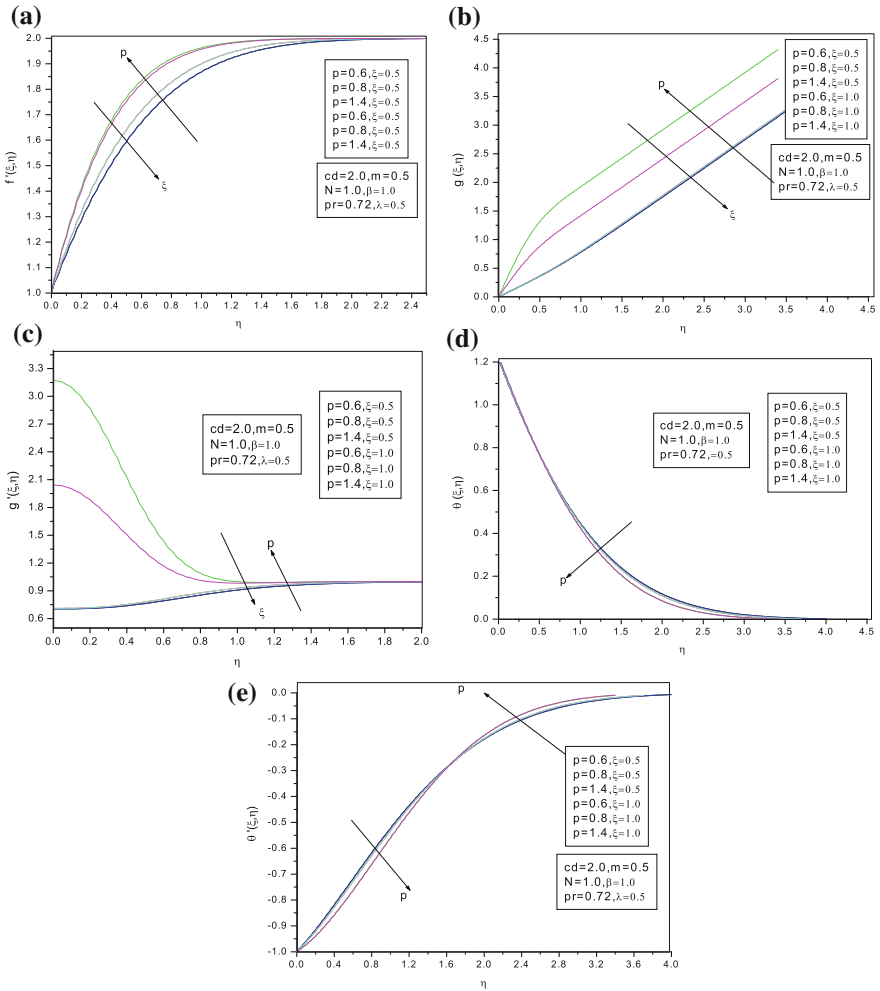 (a)
2.0
1.8
1.6
1.4
1.2
1.0
0.0 0.2 0.4 0.6 0.8 1.0 1.2 1.4 1.6 1.8 2.0 2.2 2.4
f '(ξ,η)
η
p
ξ
p=0.6,ξ=0.5
p=0.8,ξ=0.5
p=1.4,ξ=0.5
p=0.6,ξ=0.5
p=0.8,ξ=0.5
p=1.4,ξ=0.5
cd=2.0,m=0.5
N=1.0,β=1.0
pr=0.72,λ=0.5
(b)
4.5
4.0
3.5
3.0
2.5
2.0
1.5
1.0
0.5
0.0
0.0 0.5 1.0 1.5 2.0 2.5 3.0 3.5 4.0 4.5
g (ξ,η)
η
p
ξ
p=0.6,ξ=0.5
p=0.8,ξ=0.5
p=1.4,ξ=0.5
p=0.6,ξ=1.0
p=0.8,ξ=1.0
p=1.4,ξ=1.0
cd=2.0,m=0.5
N=1.0,β=1.0
pr=0.72,λ=0.5
(c)
3.3
3.0
2.7
2.4
2.1
1.8
1.5
1.2
0.9
0.6
0.0 0.2 0.4 0.6 0.8 1.0 1.2 1.4 1.6 1.8 2.0
g '(ξ,η)
η
cd=2.0,m=0.5
N=1.0,β=1.0
pr=0.72,λ=0.5
p=0.6,ξ=0.5
p=0.8,ξ=0.5
p=1.4,ξ=0.5
p=0.6,ξ=1.0
p=0.8,ξ=1.0
p=1.4,ξ=1.0
p
ξ
(d)
1.2
1.0
0.8
0.6
0.4
0.2
0.0
0.0 0.5 1.0 1.5 2.0 2.5 3.0 3.5 4.0 4.5
θ (ξ,η)
η
cd=2.0,m=0.5
N=1.0,β=1.0
pr=0.72,=0.5
p=0.6,ξ=0.5
p=0.8,ξ=0.5
p=1.4,ξ=0.5
p=0.6,ξ=1.0
p=0.8,ξ=1.0
p=1.4,ξ=1.0
p
(e)
0.0
-0.1
-0.2
-0.3
-0.4
-0.5
-0.6
-0.7
-0.8
-0.9
-1.0
0.0 0.4 0.8 1.2 1.6 2.0 2.4 2.8 3.2 3.6 4.0
θ '(ξ,η)
η
p
p
p=0.6,ξ=0.5
p=0.8,ξ=0.5
p=1.4,ξ=0.5
p=0.6,ξ=1.0
p=0.8,ξ=1.0
p=1.4,ξ=1.0
cd=2.0,m=0.5
N=1.0,β=1.0
pr=0.72,λ=0.5